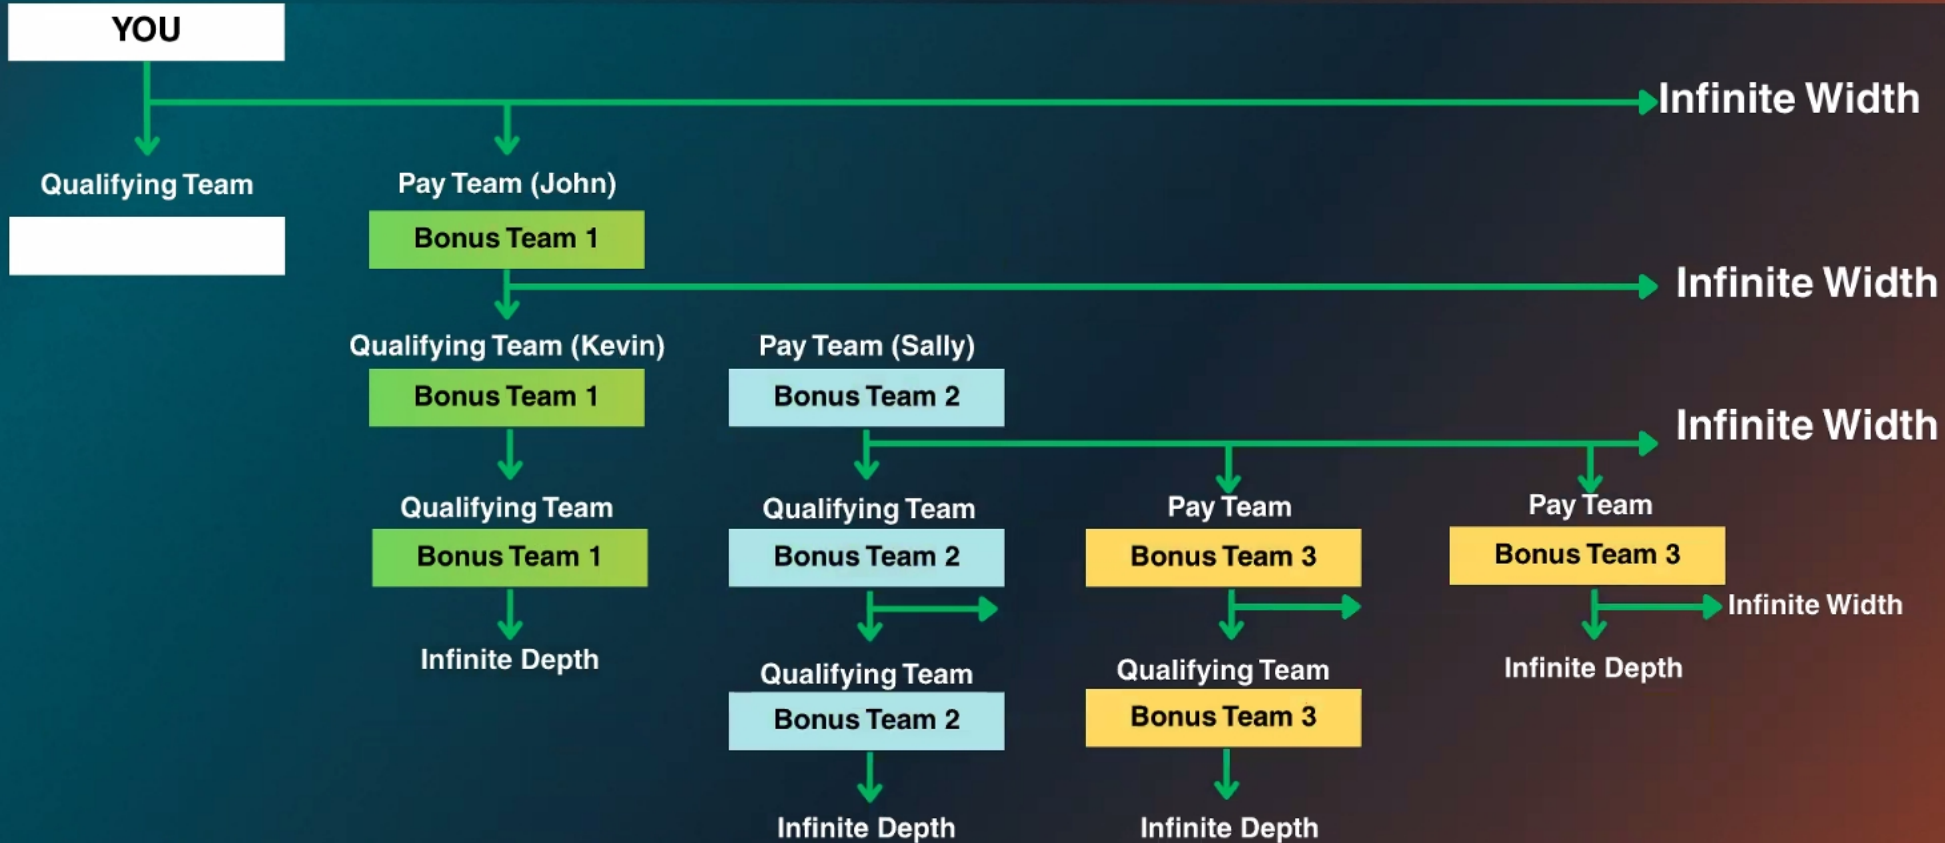 YOU
Infinite Width
Qualifying Team
Pay Team (John)
Bonus Team 1
Infinite Width
Qualifying Team (Kevin)
Pay Team (Sally)
Bonus Team 1
Bonus Team 2
Infinite Width
Qualifying Team
Qualifying Team
Pay Team
Pay Team
Bonus Team 1
Bonus Team 2
Bonus Team 3
Bonus Team 3
Infinite Width
Infinite Depth
Qualifying Team
Qualifying Team
Infinite Depth
Bonus Team 2
Bonus Team 3
Infinite Depth
Infinite Depth